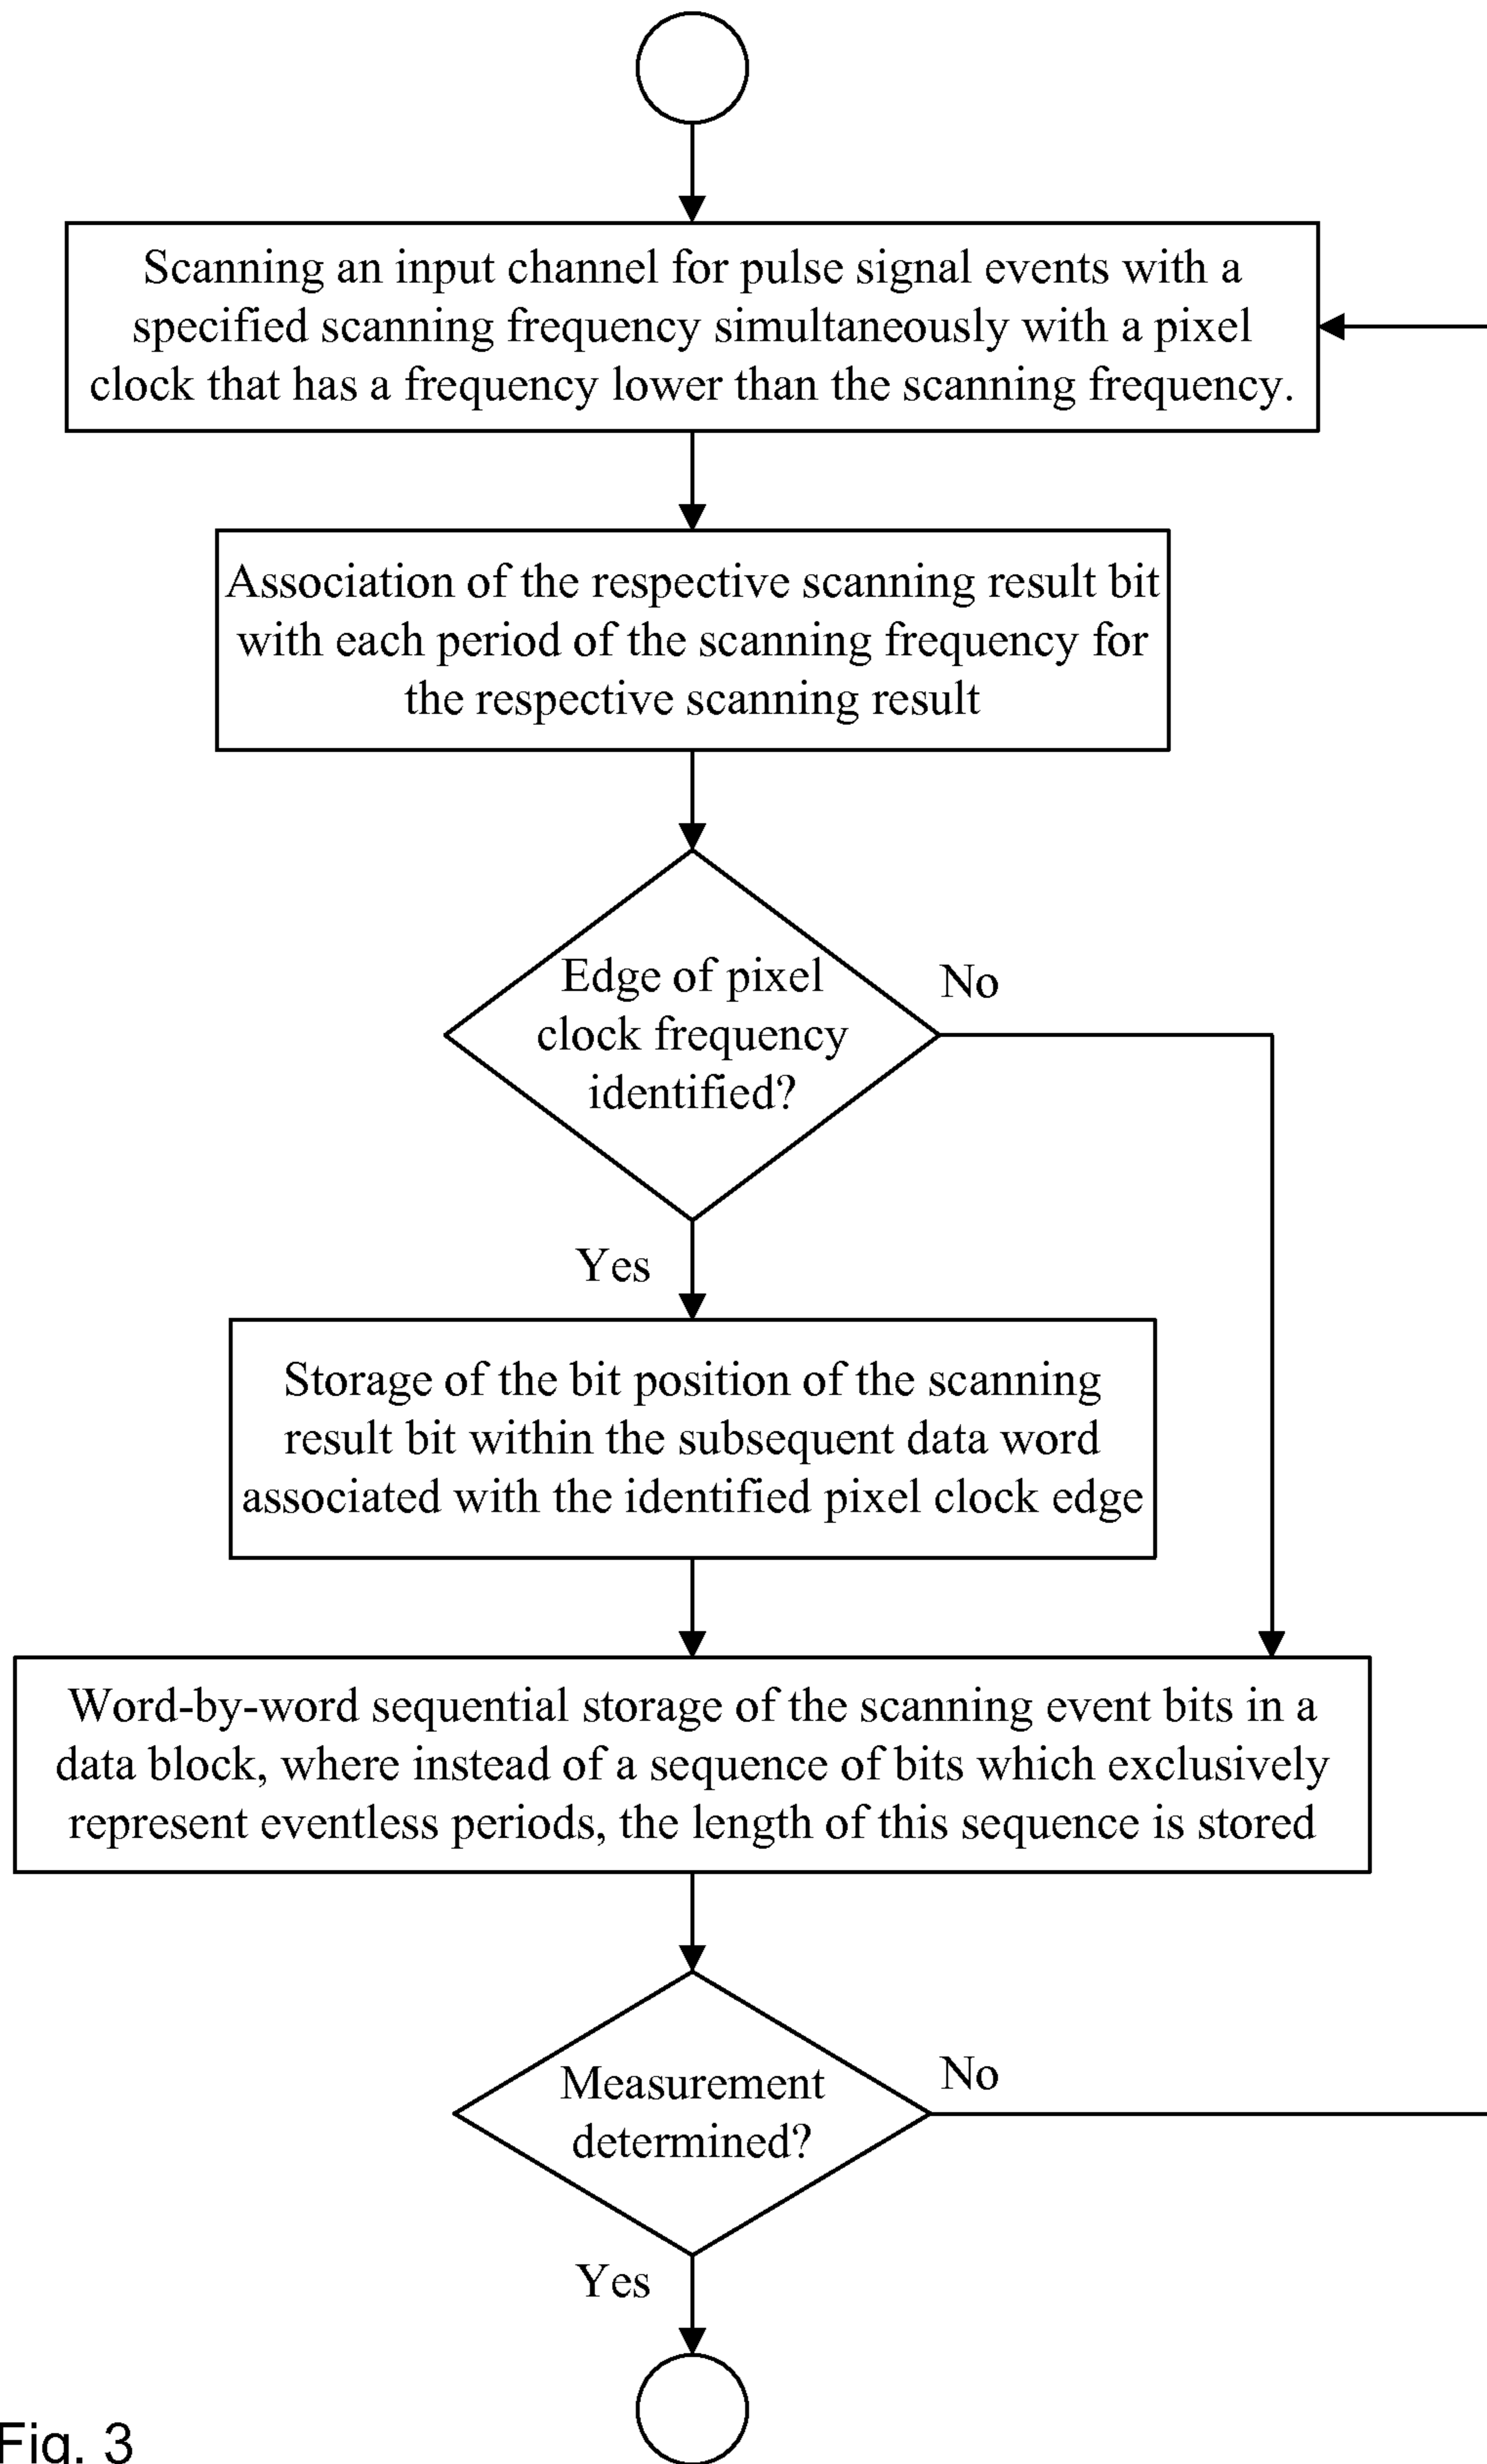 Scanning an input channel for pulse signal events with a
specified scanning frequency simultaneously with a pixel
clock that has a frequency lower than the scanning frequency.
Association of the respective scanning result bit
with each period of the scanning frequency for
the respective scanning result
Edge of pixel
clock frequency
identified?
No
Yes
Storage of the bit position of the scanning
result bit within the subsequent data word
associated with the identified pixel clock edge
Word-by-word sequential storage of the scanning event bits in a
data block, where instead of a sequence of bits which exclusively
represent eventless periods, the length of this sequence is stored
Measurement
determined?
No
Yes
Fig. 3